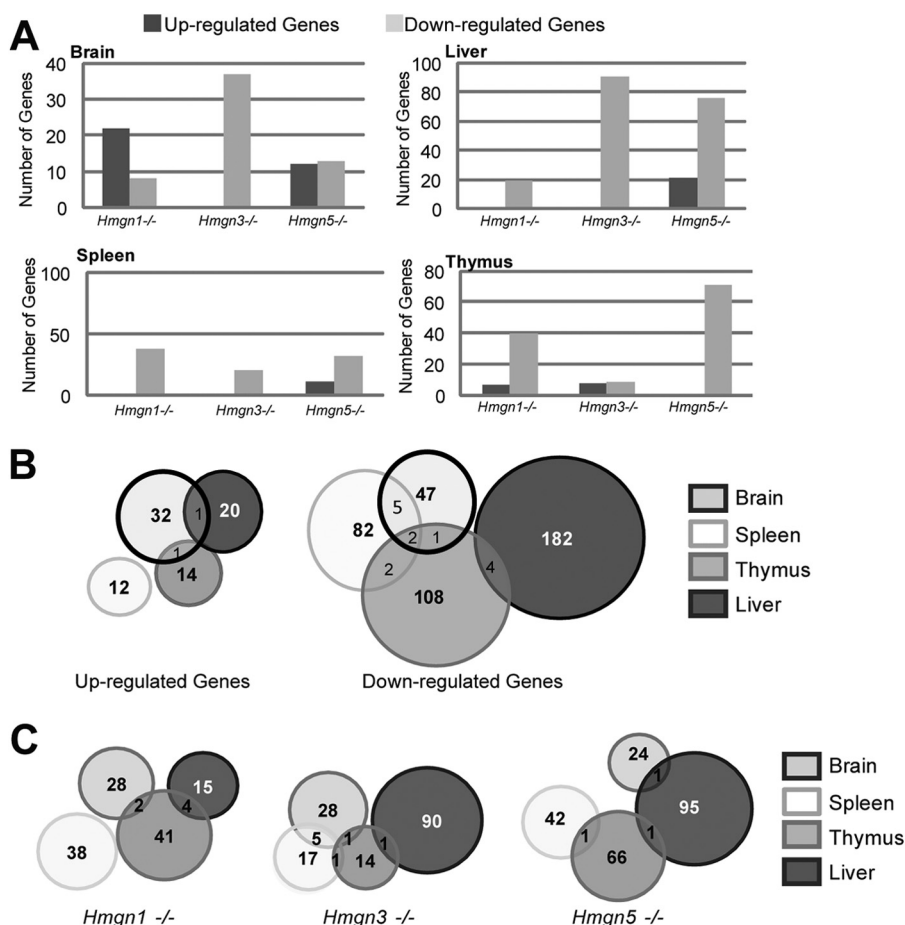 A
Up-regulated Genes
Down-regulated Genes
Brain
Number of Genes
40
30
20
10
0
Hmgn1-/-
Hmgn3-/-
Hmgn5-/-
Liver
Number of Genes
100
80
60
40
20
0
Hmgn1-/-
Hmgn3-/-
Hmgn5-/-
Spleen
Number of Genes
100
50
0
Hmgn1-/-
Hmgn3-/-
Hmgn5-/-
Thymus
Number of Genes
80
60
40
20
0
Hmgn1-/-
Hmgn3-/-
Hmgn5-/-
B
32
1
20
1
14
12
Up-regulated Genes
47
5
82
2
1
2
4
108
182
Down-regulated Genes
Brain
Spleen
Thymus
Liver
C
28
15
2
4
41
38
Hmgn1 -/-
28
90
5
1
1
17
1
14
Hmgn3 -/-
24
1
95
42
1
1
66
Hmgn5 -/-
Brain
Spleen
Thymus
Liver